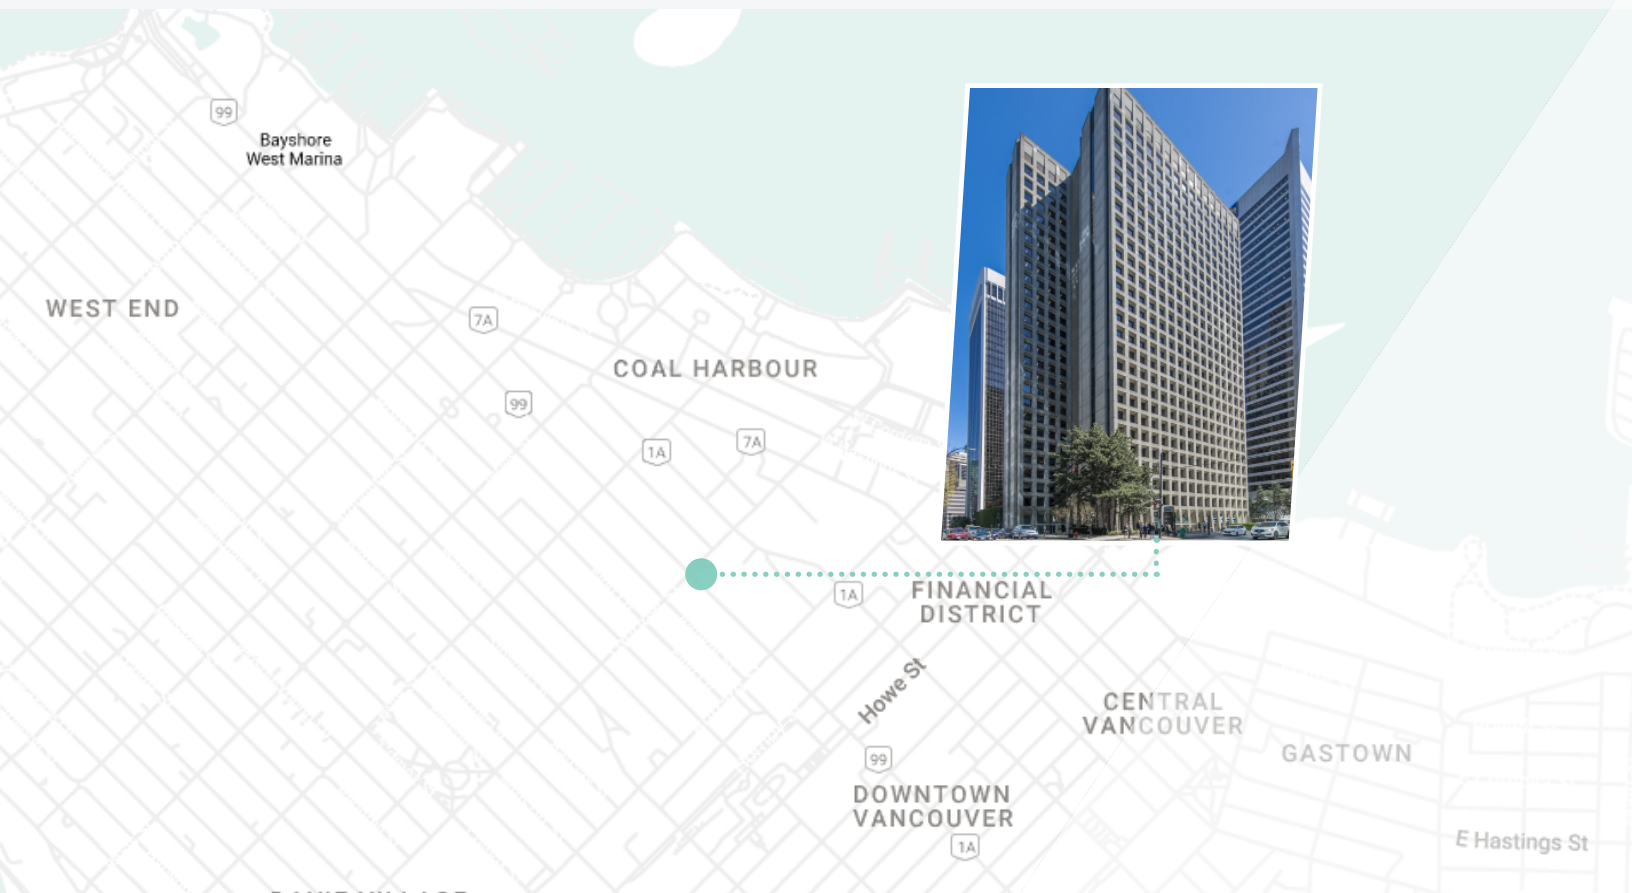 99
Bayshore
West Marina
WEST END
7A
COAL HARBOUR
99
1A
7A
1A
FINANCIAL
DISTRICT
Howe St
CENTRAL
VANCOUVER
GASTOWN
99
DOWNTOWN
VANCOUVER
1A
E Hastings St